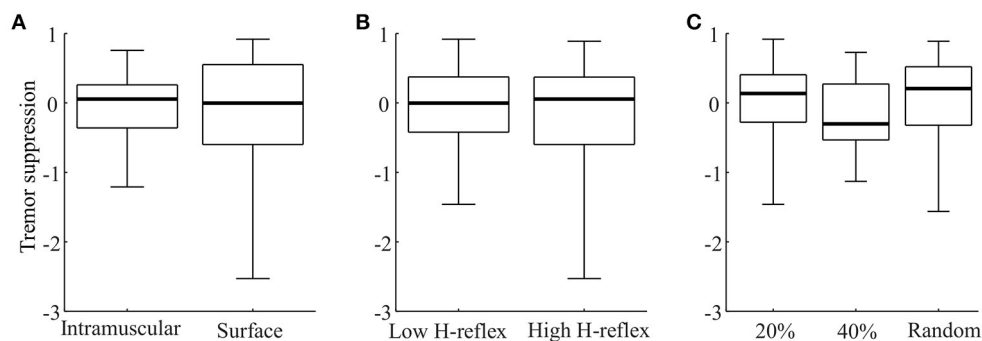 A
B
C
Tremor suppression
1
0
-1
-2
-3
Intramuscular
Surface
1
0
-1
-2
-3
Low H-reflex
High H-reflex
1
0
-1
-2
-3
20%
40%
Random